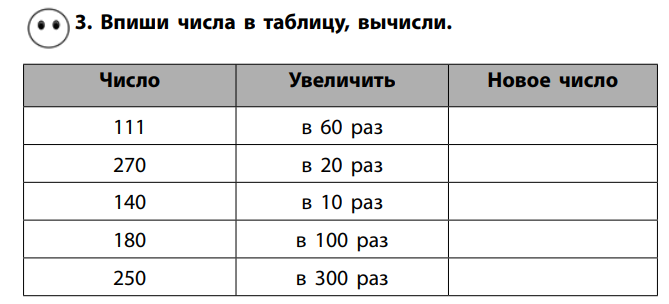 3. Впиши числа в таблицу, вычисли.
Число Увеличить Новое число
111 в 60 раз
270 в 20 раз
140 в 10 раз
180 в 100 раз
250 в 300 раз